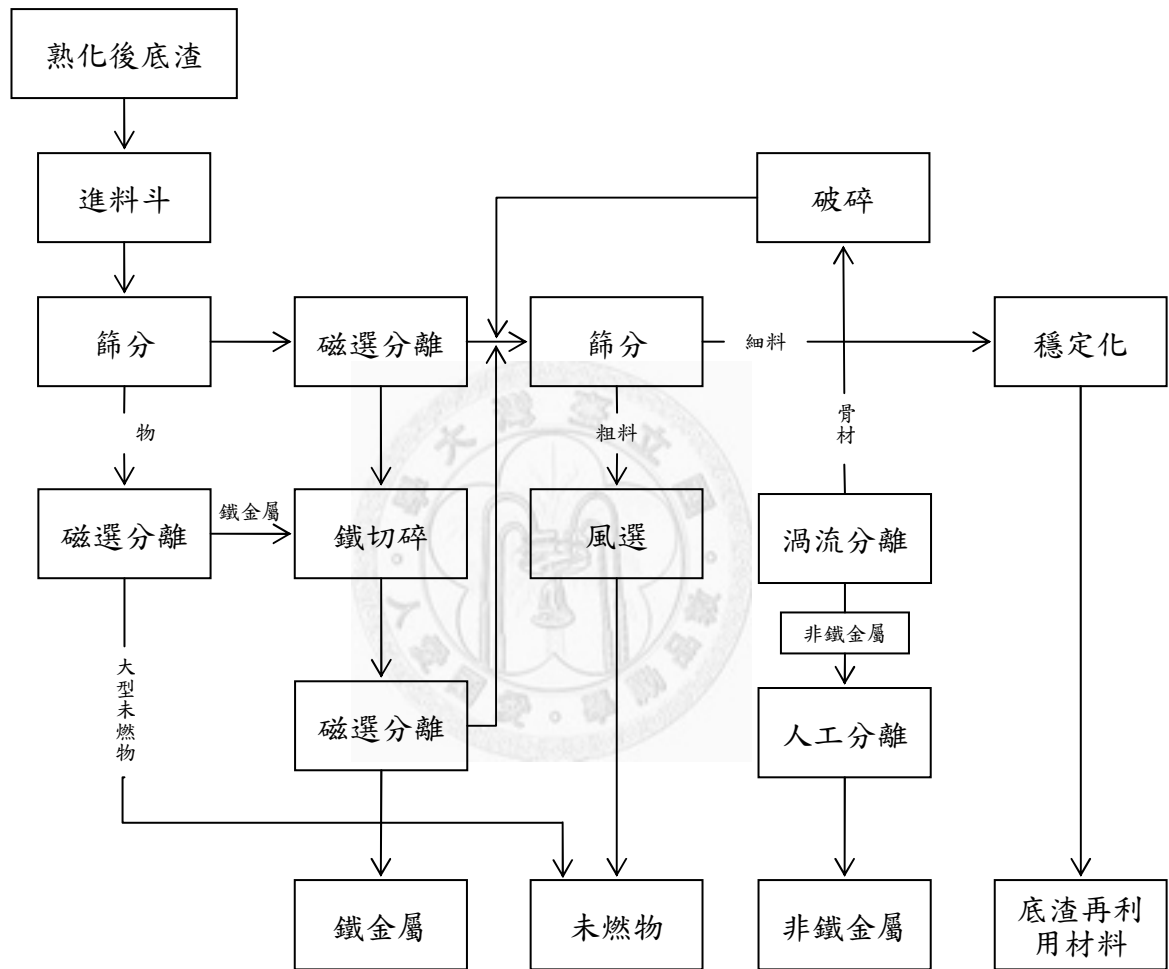 熟化後底渣
進料斗
破碎
篩分
磁選分離
篩分
細料
穩定化
物
粗料
骨
材
磁選分離
鐵金屬
鐵切碎
風選
渦流分離
非鐵金屬
大
型
未
燃
物
磁選分離
人工分離
鐵金屬
未燃物
非鐵金屬
底渣再利
用材料